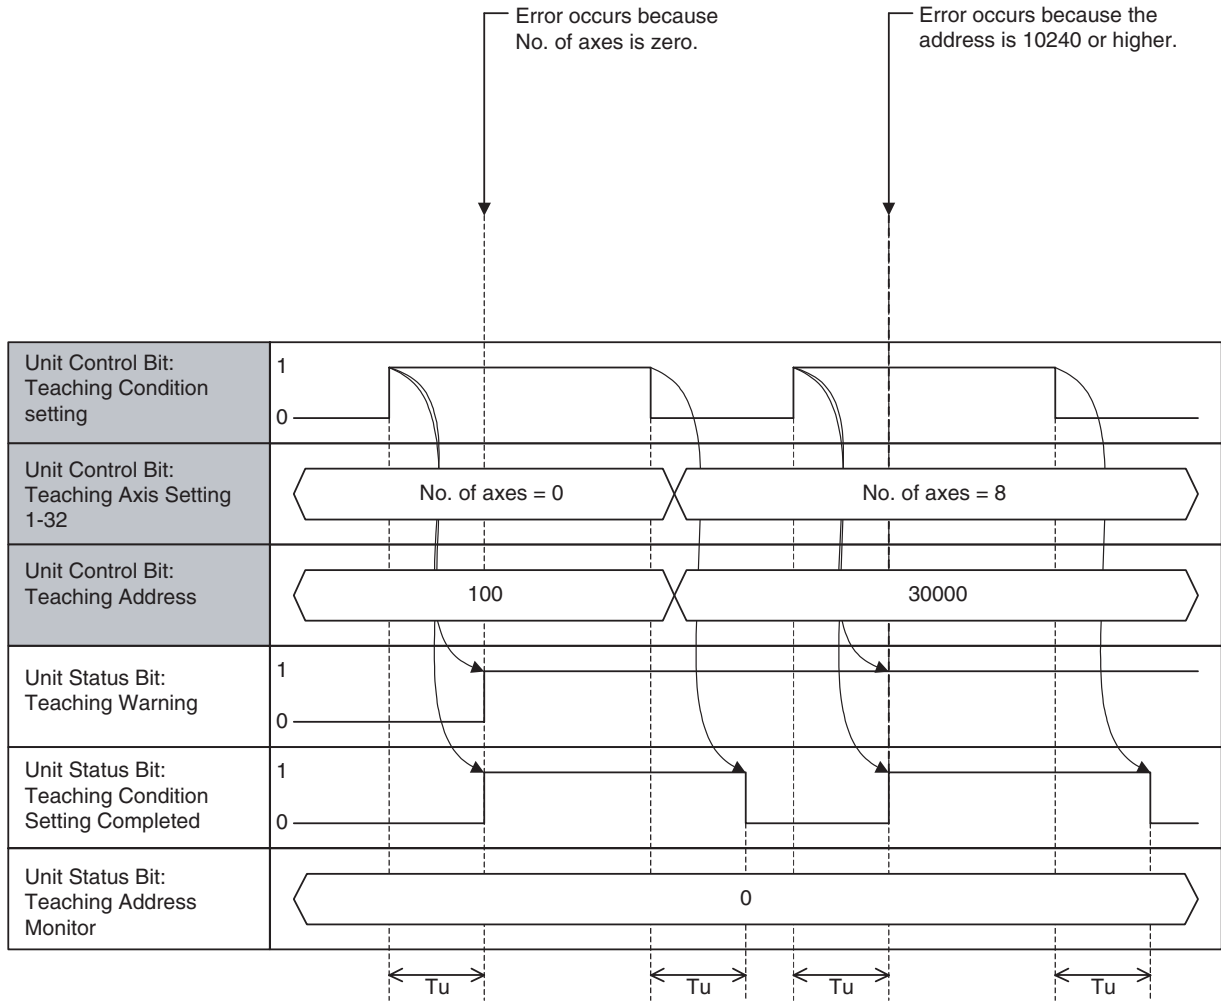 Error occurs because
No. of axes is zero.
Error occurs because the
address is 10240 or higher.
Unit Control Bit:
Teaching Condition
setting
1
0
Unit Control Bit:
Teaching Axis Setting
1-32
No. of axes = 0
No. of axes = 8
Unit Control Bit:
Teaching Address
100
30000
Unit Status Bit:
Teaching Warning
1
0
Unit Status Bit:
Teaching Condition
Setting Completed
1
0
Unit Status Bit:
Teaching Address
Monitor
0
Tu
Tu
Tu
Tu